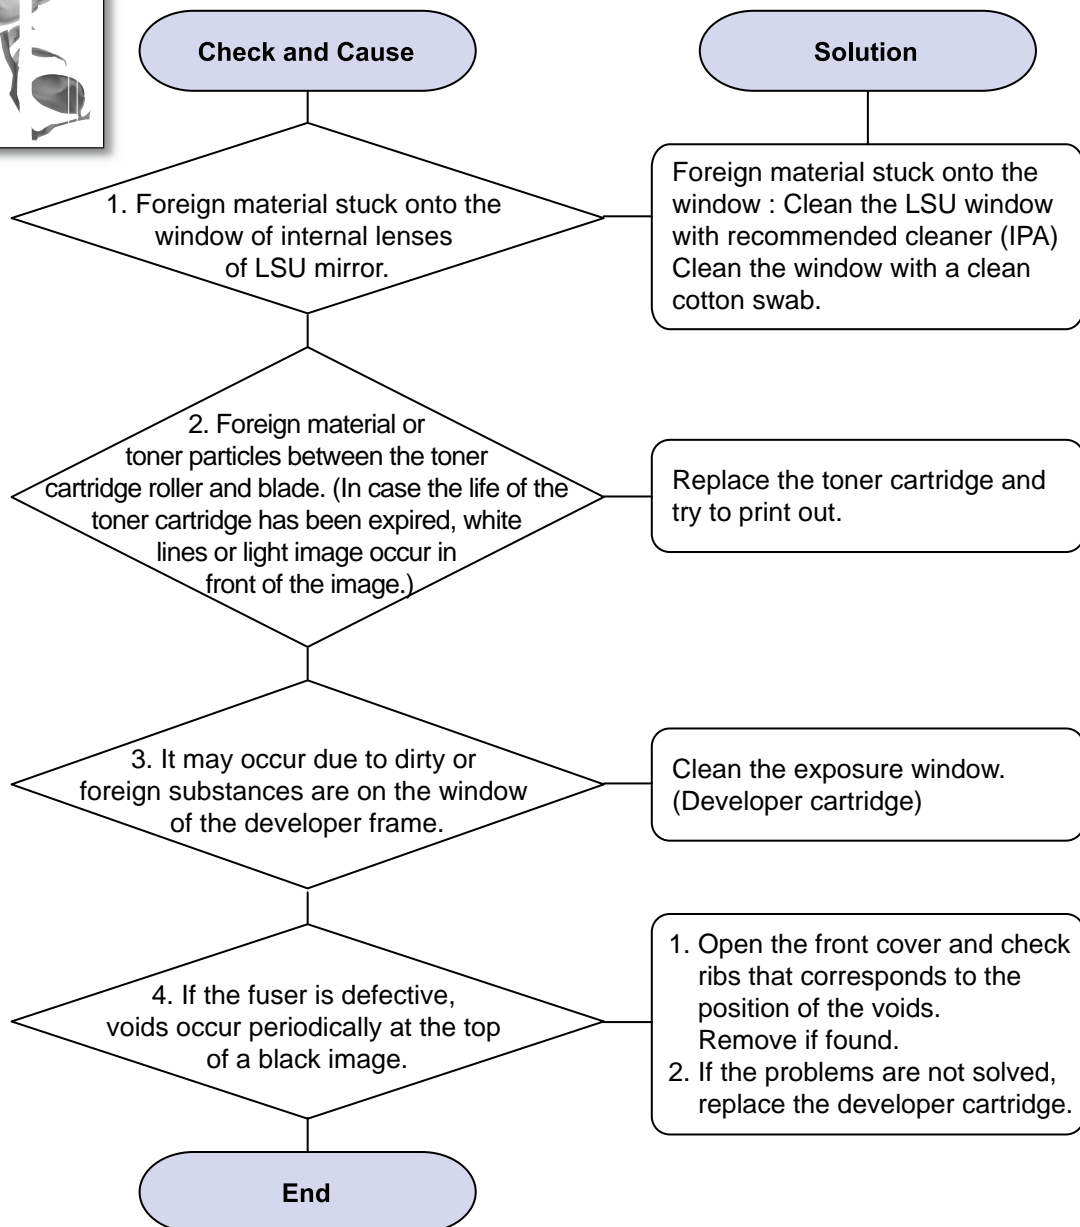 Check and Cause
Solution
1. Foreign material stuck onto the
window of internal lenses
of LSU mirror.
Foreign material stuck onto the
window : Clean the LSU window
with recommended cleaner (IPA)
Clean the window with a clean
cotton swab.
2. Foreign material or
toner particles between the toner
cartridge roller and blade. (In case the life of the
toner cartridge has been expired, white
lines or light image occur in
front of the image.)
Replace the toner cartridge and
try to print out.
3. It may occur due to dirty or
foreign substances are on the window
of the developer frame.
Clean the exposure window.
(Developer cartridge)
4. If the fuser is defective,
voids occur periodically at the top
of a black image.
1. Open the front cover and check
ribs that corresponds to the
position of the voids.
Remove if found.
2. If the problems are not solved,
replace the developer cartridge.
End